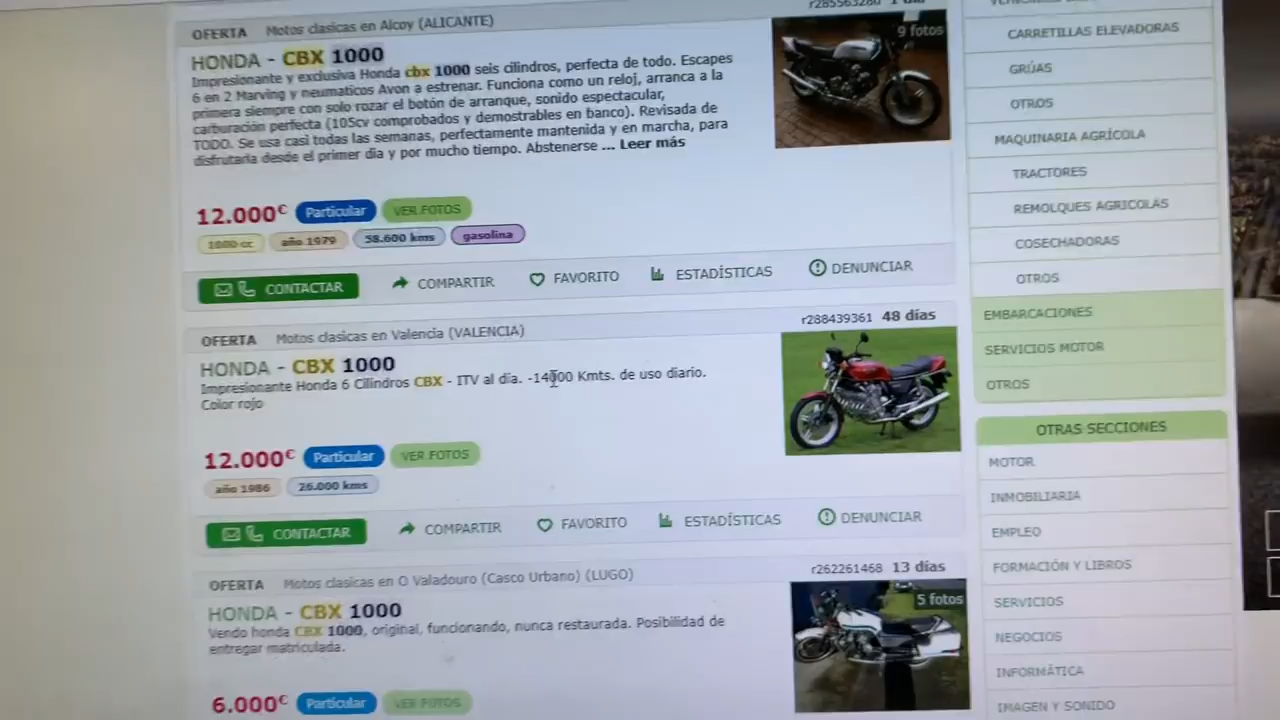 OFERTA Motos clasicas en Alcoy (ALICANTE)
HONDA - CBX 1000
Impresionante y exclusiva Honda cbx 1000 seis cilindros, perfecta de todo. Escapes
6 en 2 Marving y neumaticos Avon a estrenar. Funciona como un reloj, arranca a la
primera siempre con solo rozar el botón de arranque, sonido espectacular,
carburación perfecta (105cv comprobados y demostrables en banco). Revisada de
TODO. Se usa casi todas las semanas, perfectamente mantenida y en marcha, para
disfrutarla desde el primer dia y por mucho tiempo. Abstenerse ... Leer más
9 fotos
12.000€ Particular VER FOTOS
1000 cc año 1979 58.600 kms gasolina
CONTACTAR COMPARTIR FAVORITO ESTADÍSTICAS DENUNCIAR
OFERTA Motos clasicas en Valencia (VALENCIA) r288439361 48 días
HONDA - CBX 1000
Impresionante Honda 6 Cilindros CBX - ITV al día. -14000 Kmts. de uso diario.
Color rojo
12.000€ Particular VER FOTOS
año 1986 26.000 kms
CONTACTAR COMPARTIR FAVORITO ESTADÍSTICAS DENUNCIAR
OFERTA Motos clasicas en O Valadouro (Casco Urbano) (LUGO) r262261468 13 días
HONDA - CBX 1000
Vendo honda CBX 1000, original, funcionando, nunca restaurada. Posibilidad de
entregar matriculada.
5 fotos
6.000€ Particular VER FOTOS
CARRETILLAS ELEVADORAS
GRÚAS
OTROS
MAQUINARIA AGRÍCOLA
TRACTORES
REMOLQUES AGRICOLAS
COSECHADORAS
OTROS
EMBARCACIONES
SERVICIOS MOTOR
OTROS
OTRAS SECCIONES
MOTOR
INMOBILIARIA
EMPLEO
FORMACIÓN Y LIBROS
SERVICIOS
NEGOCIOS
INFORMÁTICA
IMAGEN Y SONIDO